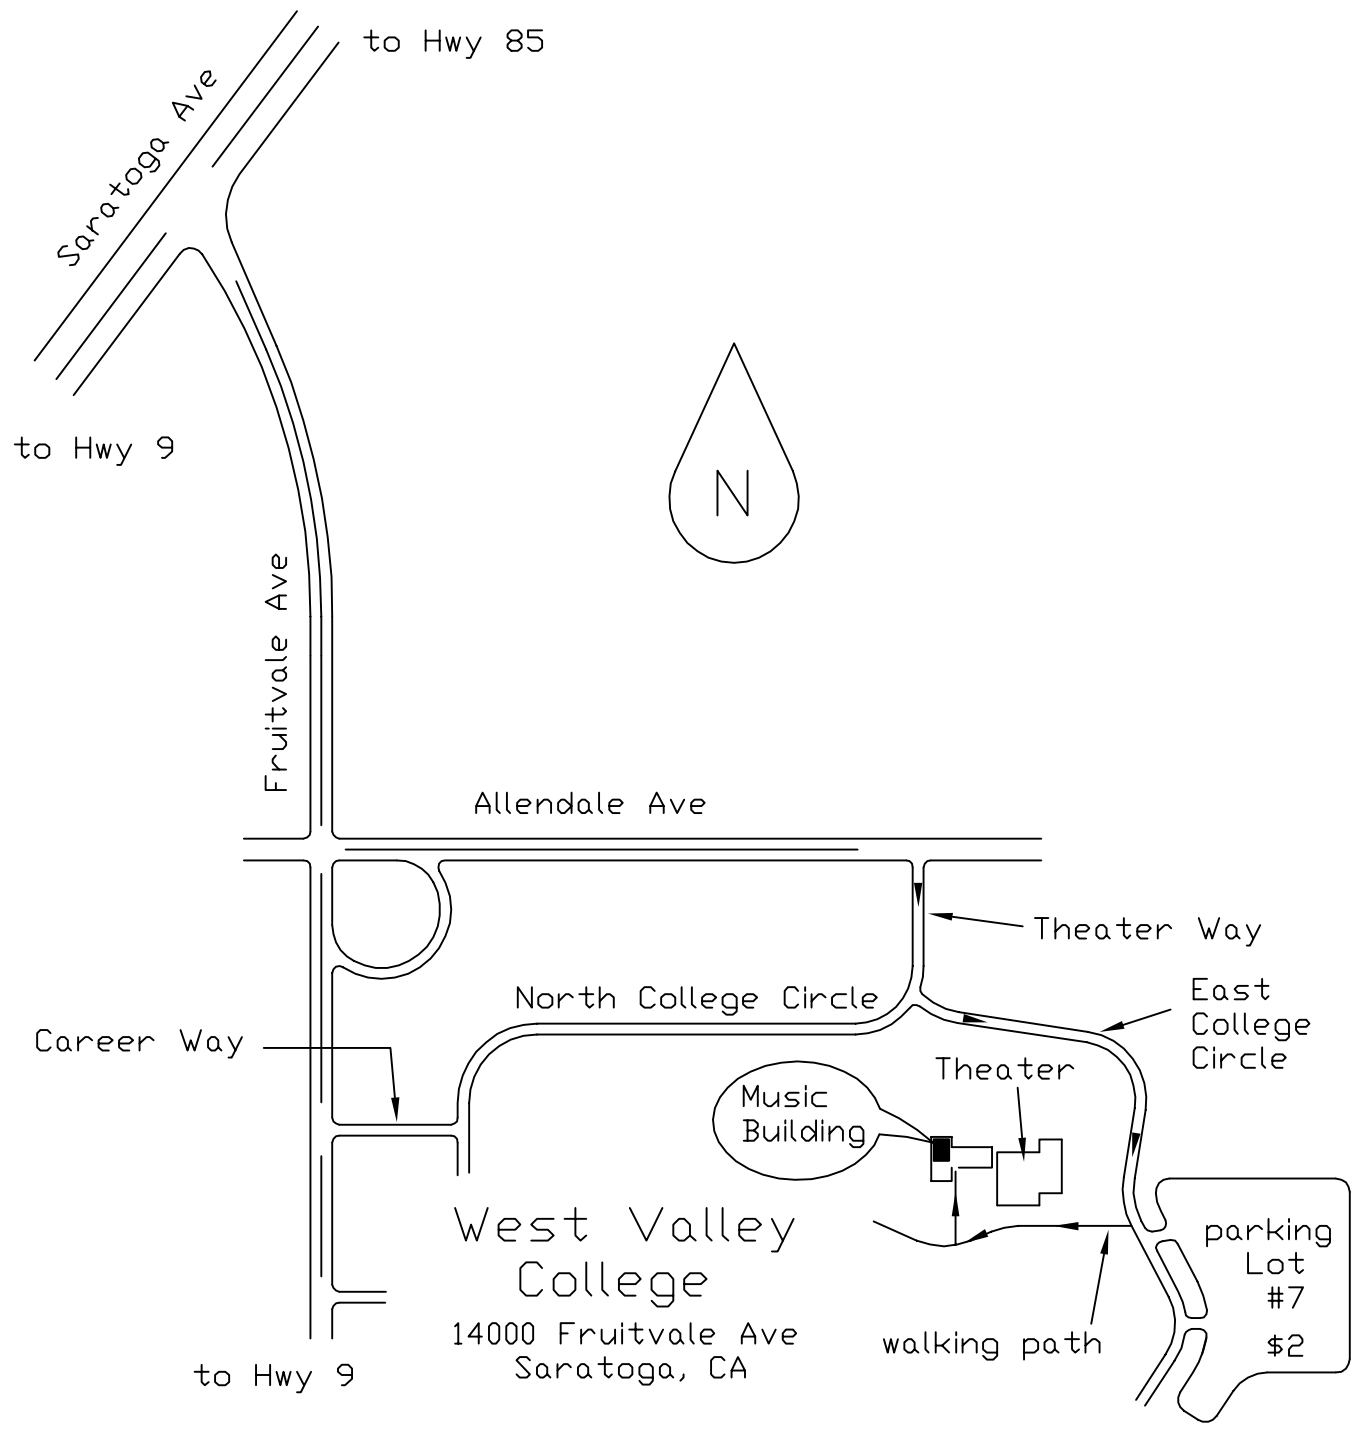 to Hwy 85
Saratoga Ave
to Hwy 9
N
Fruitvale Ave
Allendale Ave
Theater Way
North College Circle
East
College
Circle
Career Way
Theater
Music
Building
West Valley
College
14000 Fruitvale Ave
Saratoga, CA
parking
Lot
#7
$2
walking path
to Hwy 9